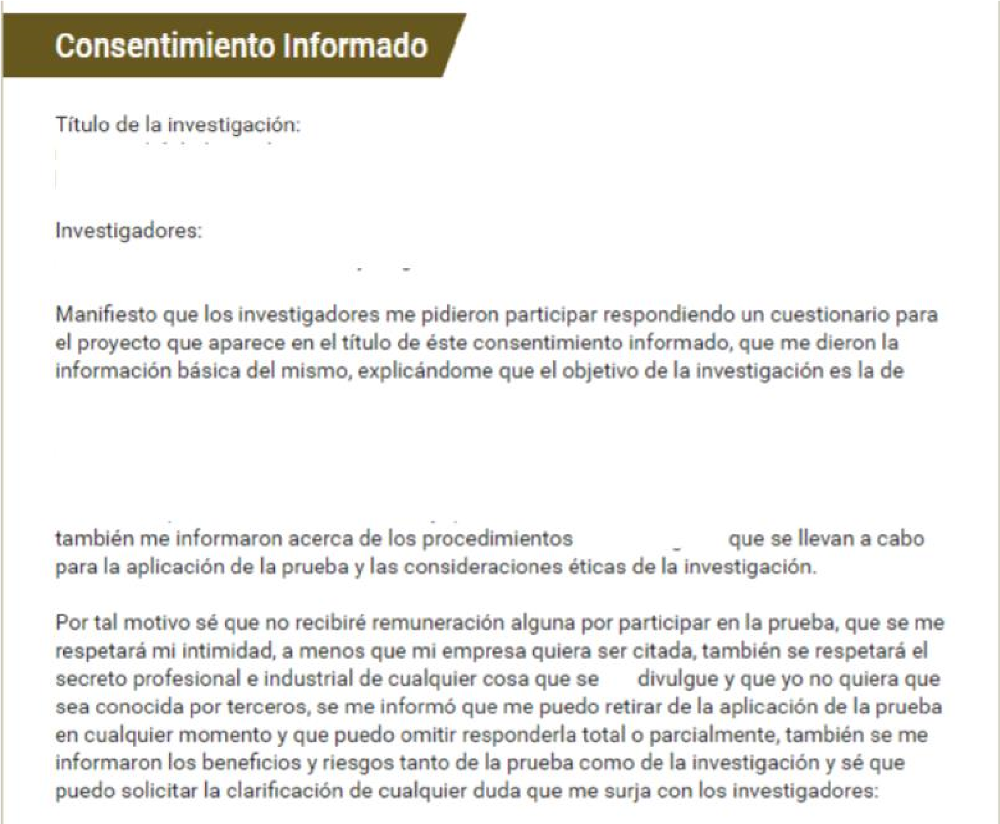 Consentimiento Informado
Título de la investigación:
Investigadores:
Manifiesto que los investigadores me pidieron participar respondiendo un cuestionario para
el proyecto que aparece en el título de éste consentimiento informado, que me dieron la
información básica del mismo, explicándome que el objetivo de la investigación es la de
también me informaron acerca de los procedimientos que se llevan a cabo
para la aplicación de la prueba y las consideraciones éticas de la investigación.
Por tal motivo sé que no recibiré remuneración alguna por participar en la prueba, que se me
respetará mi intimidad, a menos que mi empresa quiera ser citada, también se respetará el
secreto profesional e industrial de cualquier cosa que se divulgue y que yo no quiera que
sea conocida por terceros, se me informó que me puedo retirar de la aplicación de la prueba
en cualquier momento y que puedo omitir responderla total o parcialmente, también se me
informaron los beneficios y riesgos tanto de la prueba como de la investigación y sé que
puedo solicitar la clarificación de cualquier duda que me surja con los investigadores: